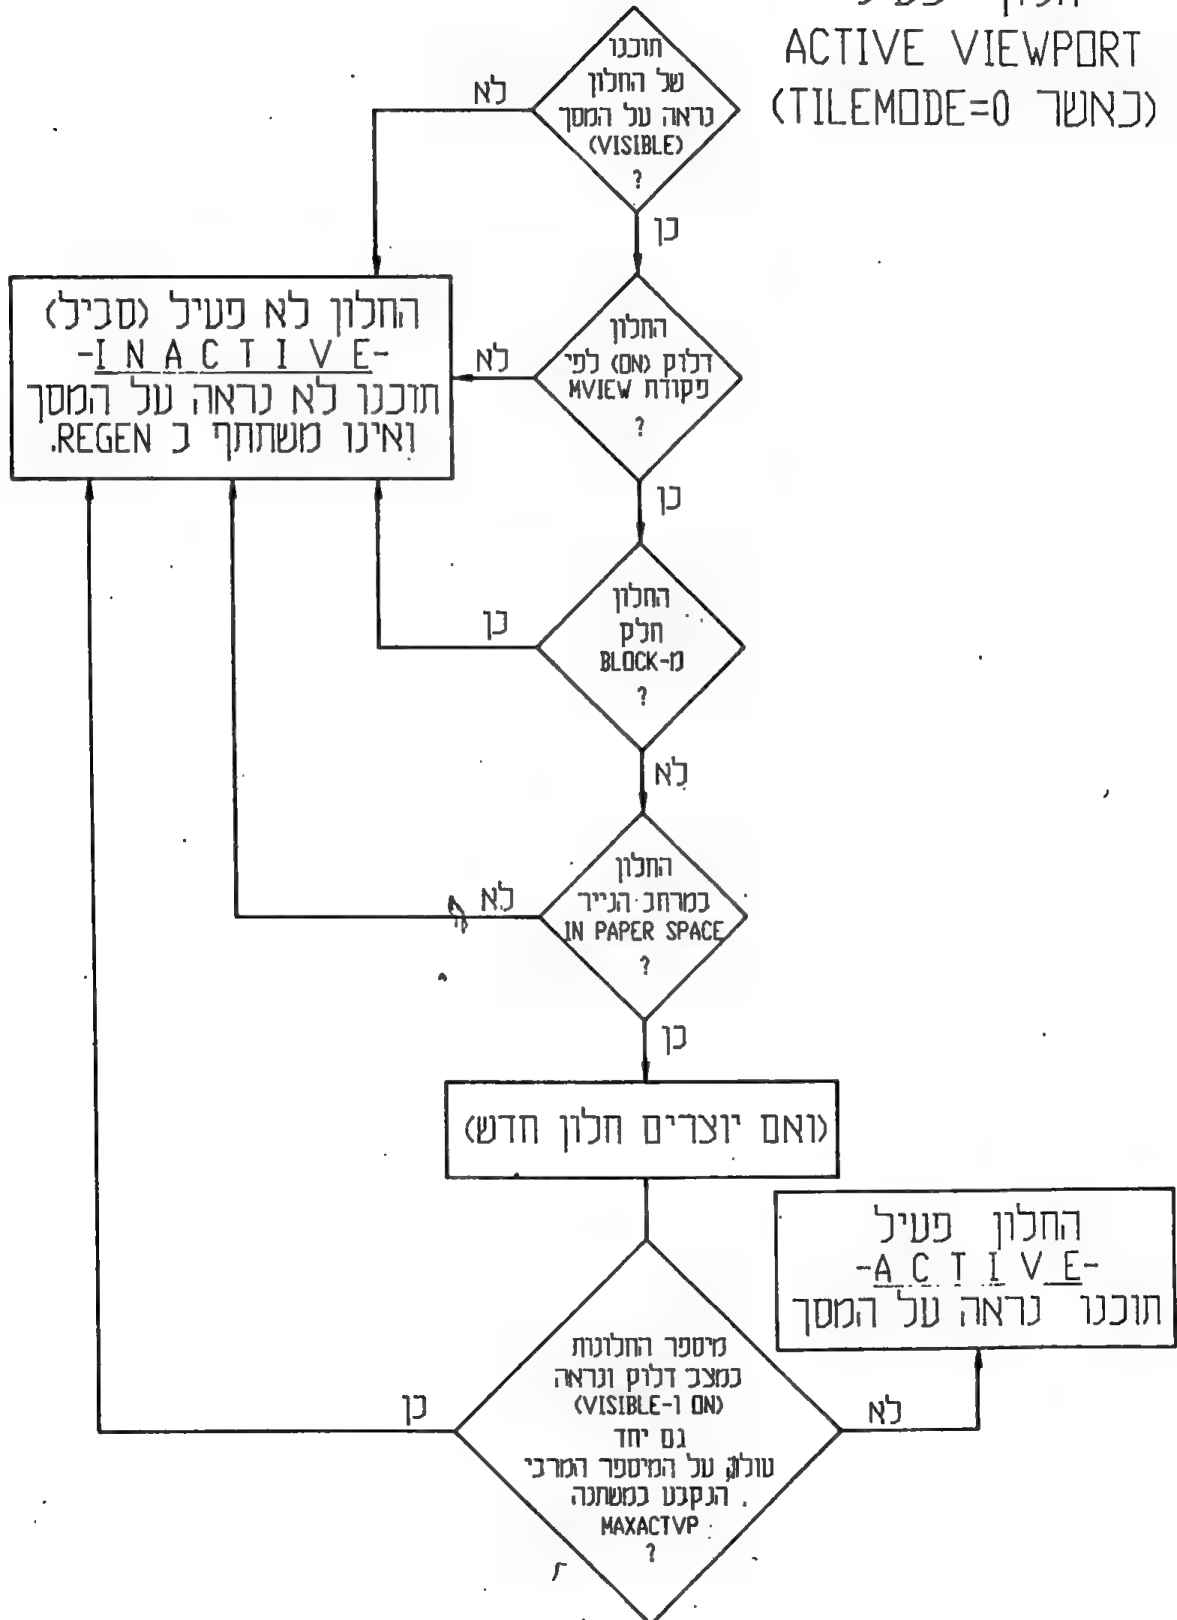 חלון פעיל
ACTIVE VIEWPORT
(כאשר TILEMODE=0)
תוכנו
של החלון
נראה על המסך
(VISIBLE)
?
לא
כן
החלון לא פעיל (סביל)
-INACTIVE-
תוכנו לא נראה על המסך
ואינו משתתף ב REGEN.
לא
החלון
דלוק (ON) לפי
פקודת MVIEW
?
כן
החלון
חלק
מ-BLOCK
?
כן
לא
החלון
במרחב הנייר
IN PAPER SPACE
?
לא
כן
(ואם יוצרים חלון חדש)
החלון פעיל
-ACTIVE-
תוכנו נראה על המסך
מיספר החלונות
במצב דלוק ונראה
(ON ו-VISIBLE)
גם יחד
עולה על המיספר המרבי
הנקבע במשתנה
MAXACTVP
?
כן
לא